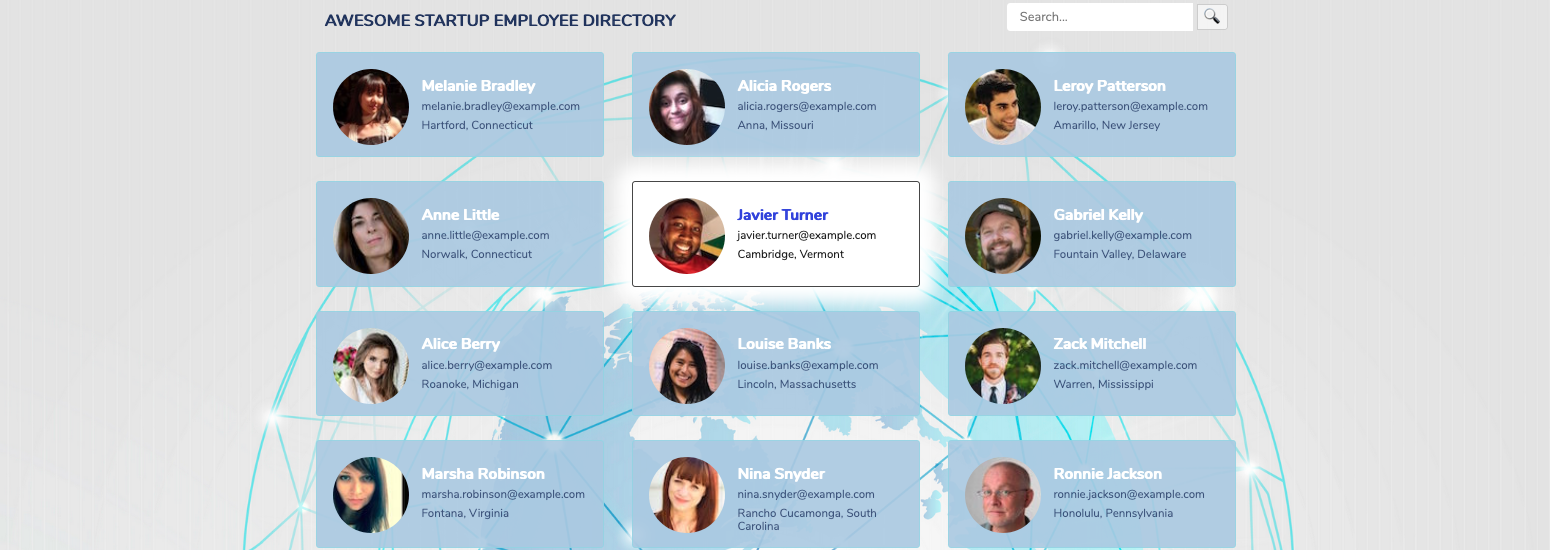 AWESOME STARTUP EMPLOYEE DIRECTORY
Search...
Melanie Bradley
melanie.bradley@example.com
Hartford, Connecticut
Alicia Rogers
alicia.rogers@example.com
Anna, Missouri
Leroy Patterson
leroy.patterson@example.com
Amarillo, New Jersey
Anne Little
anne.little@example.com
Norwalk, Connecticut
Javier Turner
javier.turner@example.com
Cambridge, Vermont
Gabriel Kelly
gabriel.kelly@example.com
Fountain Valley, Delaware
Alice Berry
alice.berry@example.com
Roanoke, Michigan
Louise Banks
louise.banks@example.com
Lincoln, Massachusetts
Zack Mitchell
zack.mitchell@example.com
Warren, Mississippi
Marsha Robinson
marsha.robinson@example.com
Fontana, Virginia
Nina Snyder
nina.snyder@example.com
Rancho Cucamonga, South
Carolina
Ronnie Jackson
ronnie.jackson@example.com
Honolulu, Pennsylvania